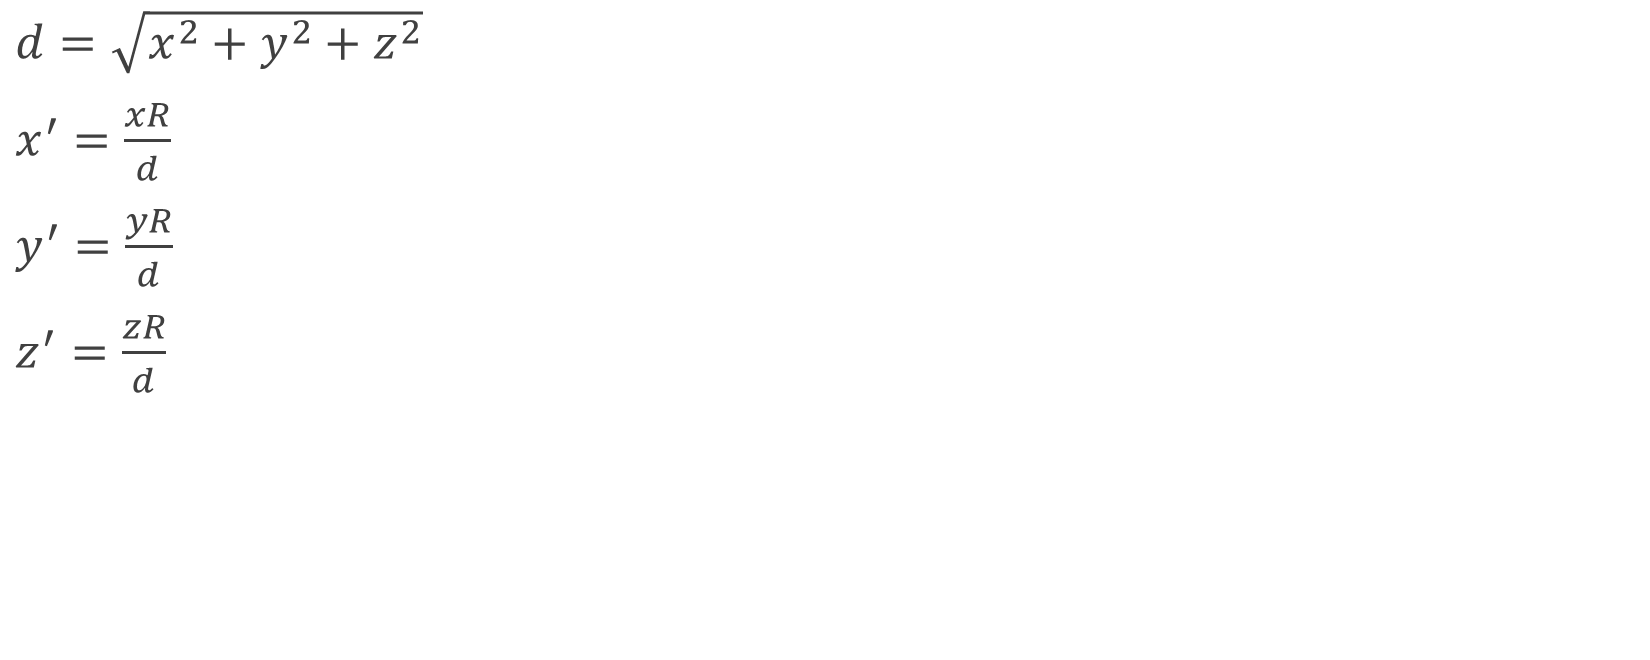 d = √(x² + y² + z²)
x′ = xR/d
y′ = yR/d
z′ = zR/d